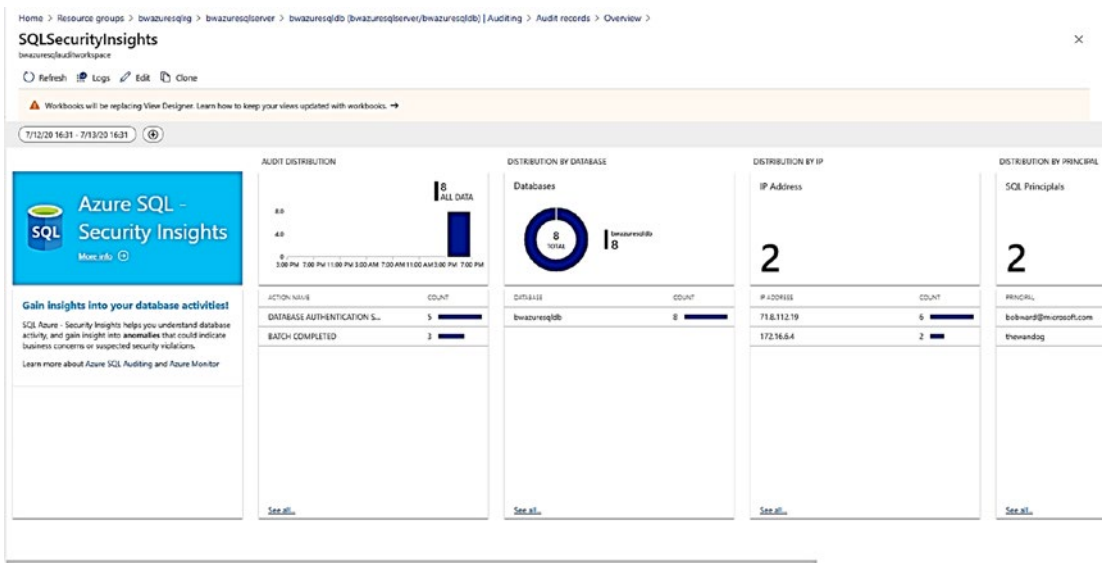 Home > Resource groups > bwazuresqlrg > bwazuresqlserver > bwazuresqldb (bwazuresqlserver/bwazuresqldb) | Auditing > Audit records > Overview >
SQLSecurityInsights
bwazuresqlauditworkspace
Refresh Logs Edit Clone
Workbooks will be replacing View Designer. Learn how to keep your views updated with workbooks. →
7/12/20 16:31 - 7/13/20 16:31
SQL
Azure SQL -
Security Insights
More info
Gain insights into your database activities!
SQL Azure - Security Insights helps you understand database
activity, and gain insight into anomalies that could indicate
business concerns or suspected security violations.
Learn more about Azure SQL Auditing and Azure Monitor
AUDIT DISTRIBUTION
8
ALL DATA
8.0
4.0
0
3:00 PM 7:00 PM 11:00 PM 3:00 AM 7:00 AM 11:00 AM 3:00 PM 7:00 PM
ACTION NAME COUNT
DATABASE AUTHENTICATION S... 5
BATCH COMPLETED 3
See all...
DISTRIBUTION BY DATABASE
Databases
8
TOTAL
bwazuresqldb
8
DATABASE COUNT
bwazuresqldb 8
See all...
DISTRIBUTION BY IP
IP Address
2
IP ADDRESS COUNT
71.8.112.19 6
172.16.6.4 2
See all...
DISTRIBUTION BY PRINCIPAL
SQL Principlals
2
PRINCIPAL
bobward@microsoft.com
thewandog
See all...